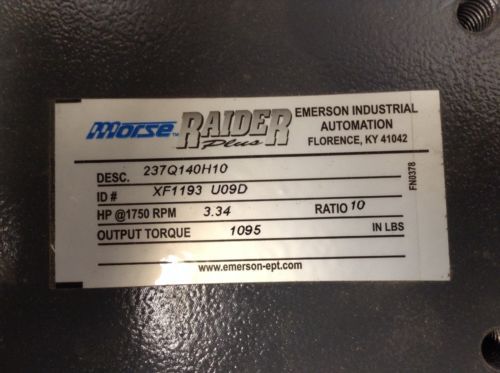 Morse™ RAIDER Plus
EMERSON INDUSTRIAL
AUTOMATION
FLORENCE, KY 41042
DESC. 237Q140H10
ID # XF1193 U09D
HP @1750 RPM 3.34 RATIO 10
OUTPUT TORQUE 1095 IN LBS
www.emerson-ept.com
FN0378